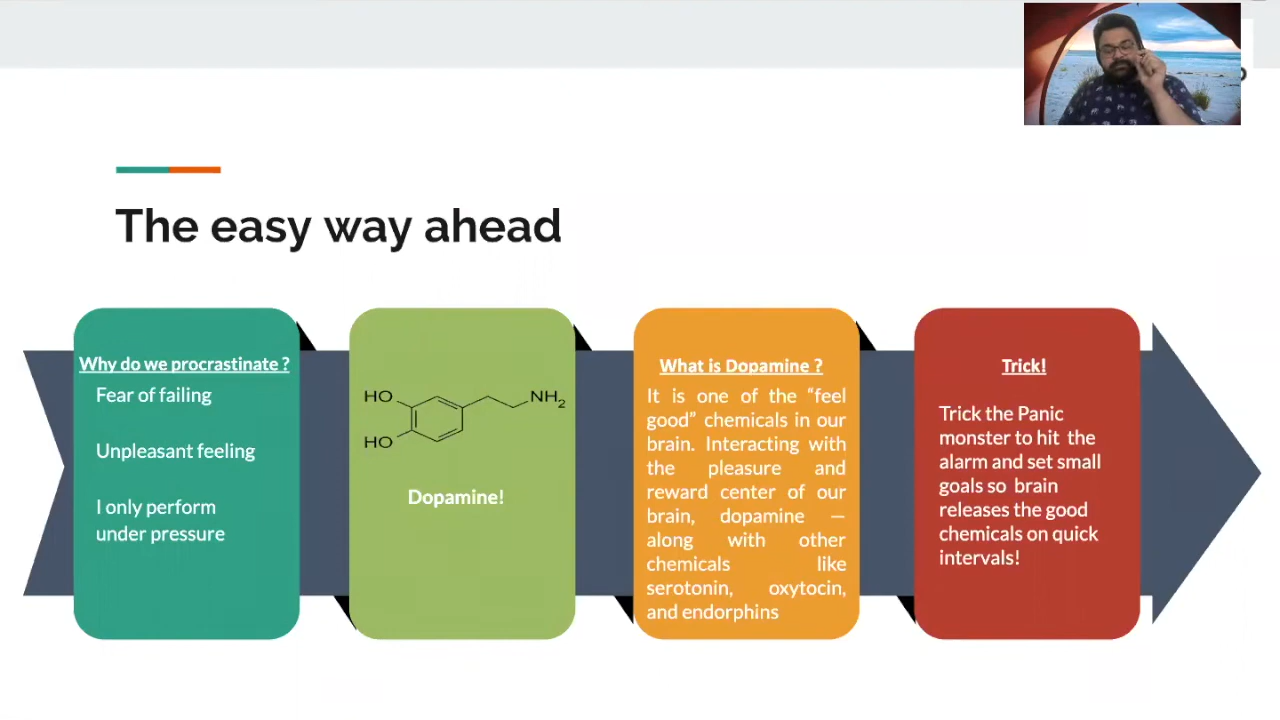 The easy way ahead
Why do we procrastinate ?
Fear of failing
Unpleasant feeling
I only perform
under pressure
HO
NH2
HO
Dopamine!
What is Dopamine ?
It is one of the “feel
good” chemicals in our
brain. Interacting with
the pleasure and
reward center of our
brain, dopamine —
along with other
chemicals like
serotonin, oxytocin,
and endorphins
Trick!
Trick the Panic
monster to hit the
alarm and set small
goals so brain
releases the good
chemicals on quick
intervals!